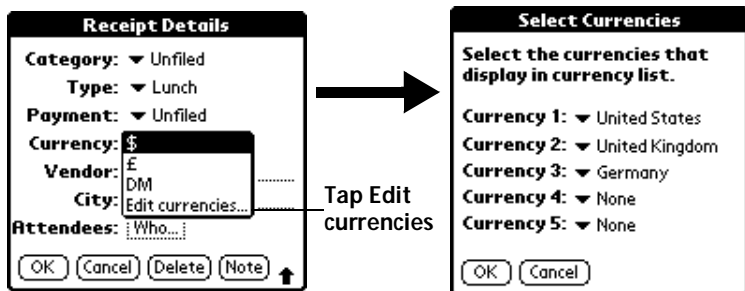 Receipt Details
Category: Unfiled
Type: Lunch
Payment: Unfiled
Currency: $
£
Vendor:
DM
City: Edit currencies...
Attendees: Who...
OK Cancel Delete Note
Tap Edit
currencies
Select Currencies
Select the currencies that
display in currency list.
Currency 1: United States
Currency 2: United Kingdom
Currency 3: Germany
Currency 4: None
Currency 5: None
OK Cancel